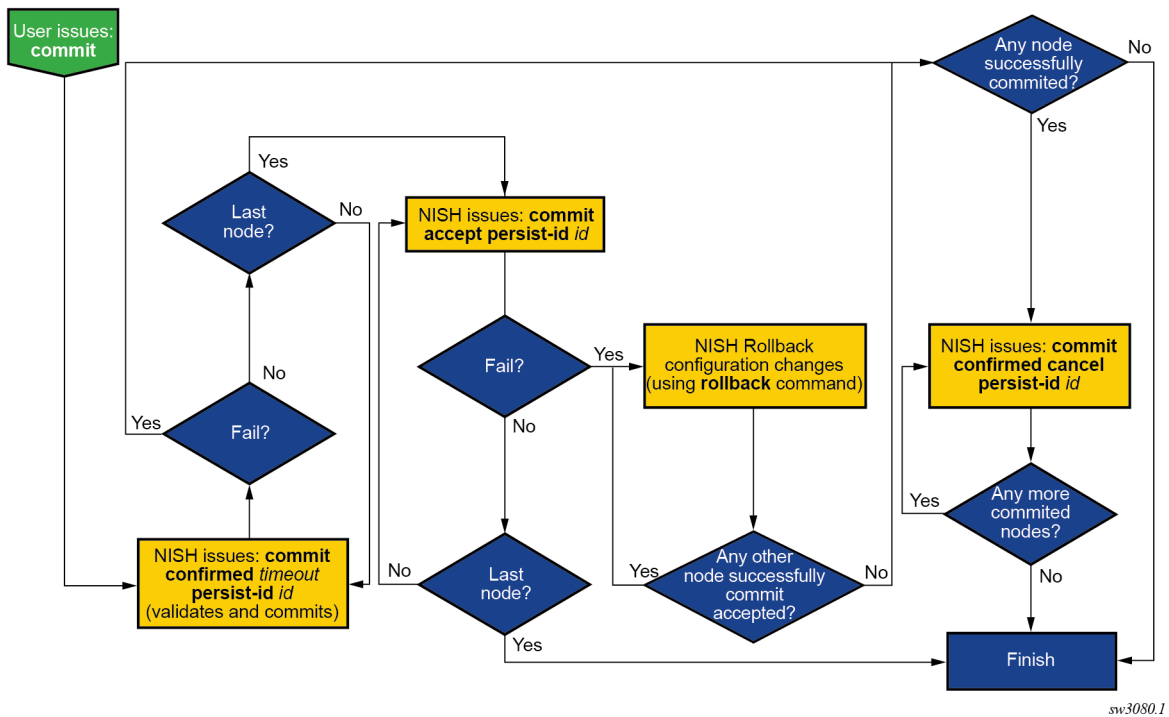 User issues:
commit
Any node
successfully
commited?
No
Yes
Yes
Last
node?
No
NISH issues: commit
accept persist-id id
No
Yes
Fail?
Fail?
Yes
No
NISH Rollback
configuration changes
(using rollback command)
NISH issues: commit
confirmed cancel
persist-id id
Yes
Any more
commited
nodes?
No
NISH issues: commit
confirmed timeout
persist-id id
(validates and commits)
No
Last
node?
Yes
Yes
Any other
node successfully
commit
accepted?
No
Finish
sw3080.1